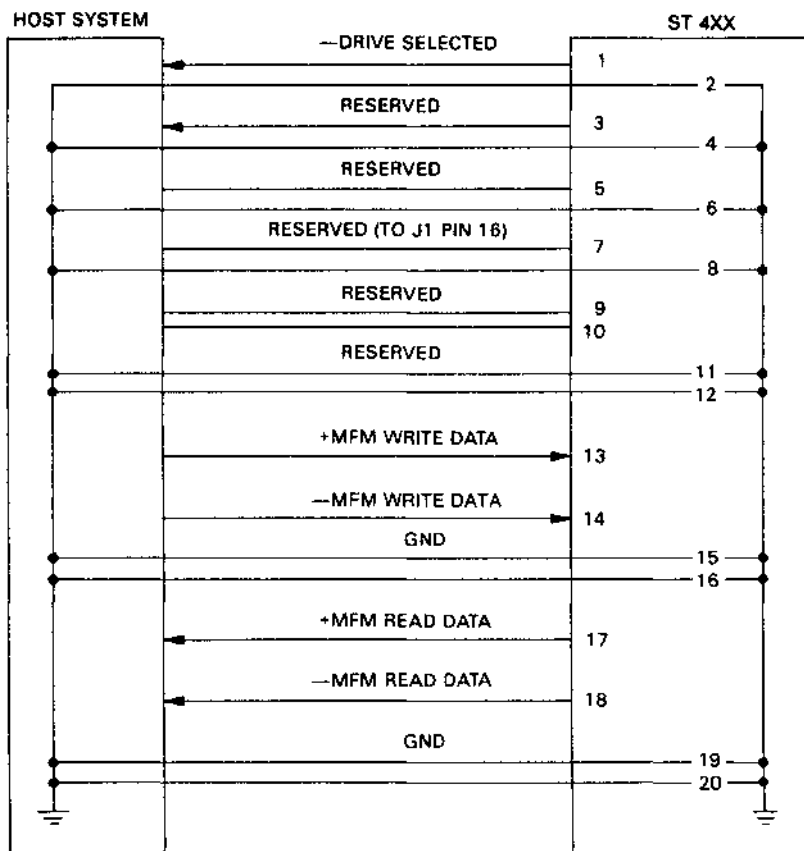 HOST SYSTEM
ST 4XX
—DRIVE SELECTED
1
2
RESERVED
3
4
RESERVED
5
6
RESERVED (TO J1 PIN 16)
7
8
RESERVED
9
10
RESERVED
11
12
+MFM WRITE DATA
13
—MFM WRITE DATA
14
GND
15
16
+MFM READ DATA
17
—MFM READ DATA
18
GND
19
20